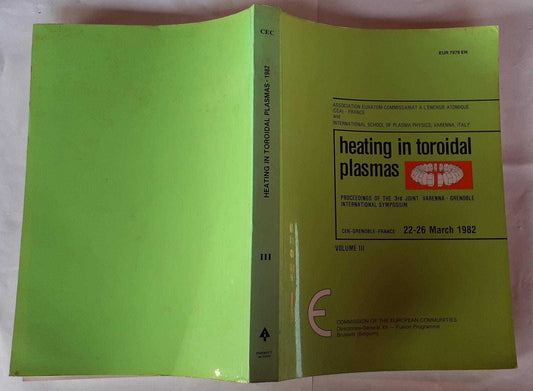 CEC
HEATING IN TOROIDAL PLASMAS - 1982
III
EUR 7979 EN
ASSOCIATION EURATOM-COMMISSARIAT A L'ENERGIE ATOMIQUE
(CEA) - FRANCE
and
INTERNATIONAL SCHOOL OF PLASMA PHYSICS, VARENNA, ITALY
heating in toroidal
plasmas
PROCEEDINGS OF THE 3rd JOINT VARENNA - GRENOBLE
INTERNATIONAL SYMPOSIUM
CEN - GRENOBLE - FRANCE 22-26 March 1982
VOLUME III
COMMISSION OF THE EUROPEAN COMMUNITIES
Directorate-General XII - Fusion Programme
Brussels (Belgium)